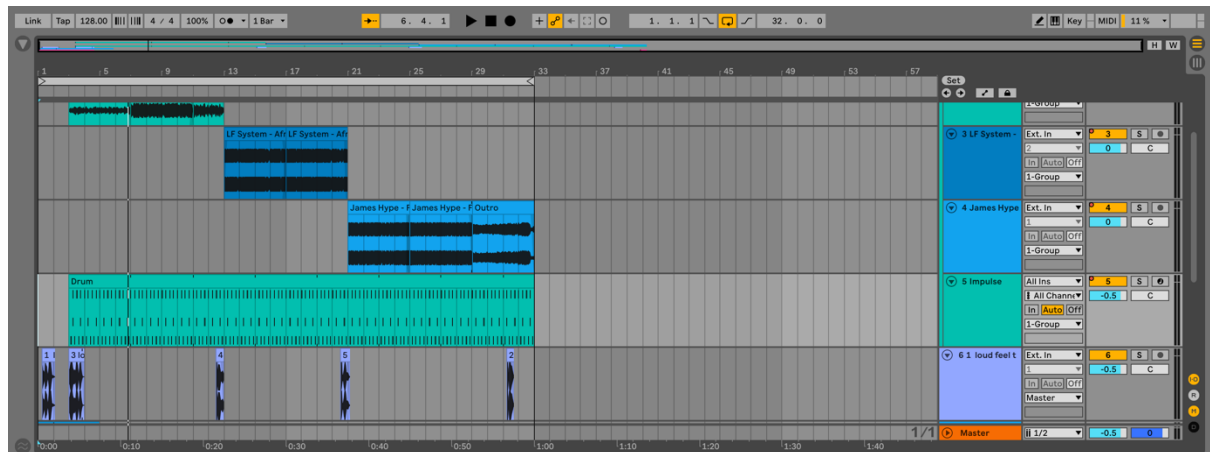 Link Tap 128.00 4 / 4 100% 1 Bar 6. 4. 1 1. 1. 1 32. 0. 0 Key MIDI 11 %
H W
1 5 9 13 17 21 25 29 33 37 41 45 49 53 57
Set
1-Group
LF System - Afr LF System - Afr 3 LF System - Ext. In 3 S
2 0 C
In Auto Off
1-Group
James Hype - F James Hype - F Outro 4 James Hype Ext. In 4 S
1 0 C
In Auto Off
1-Group
Drum 5 Impulse All Ins 5 S
All Channe -0.5 C
In Auto Off
1-Group
1 l 3 lo 4 5 2 6 1 loud feel t Ext. In 6 S
1 -0.5 C
In Auto Off
Master
I-O
R
M
D
1/1 Master 1/2 -0.5 0
0:00 0:10 0:20 0:30 0:40 0:50 1:00 1:10 1:20 1:30 1:40